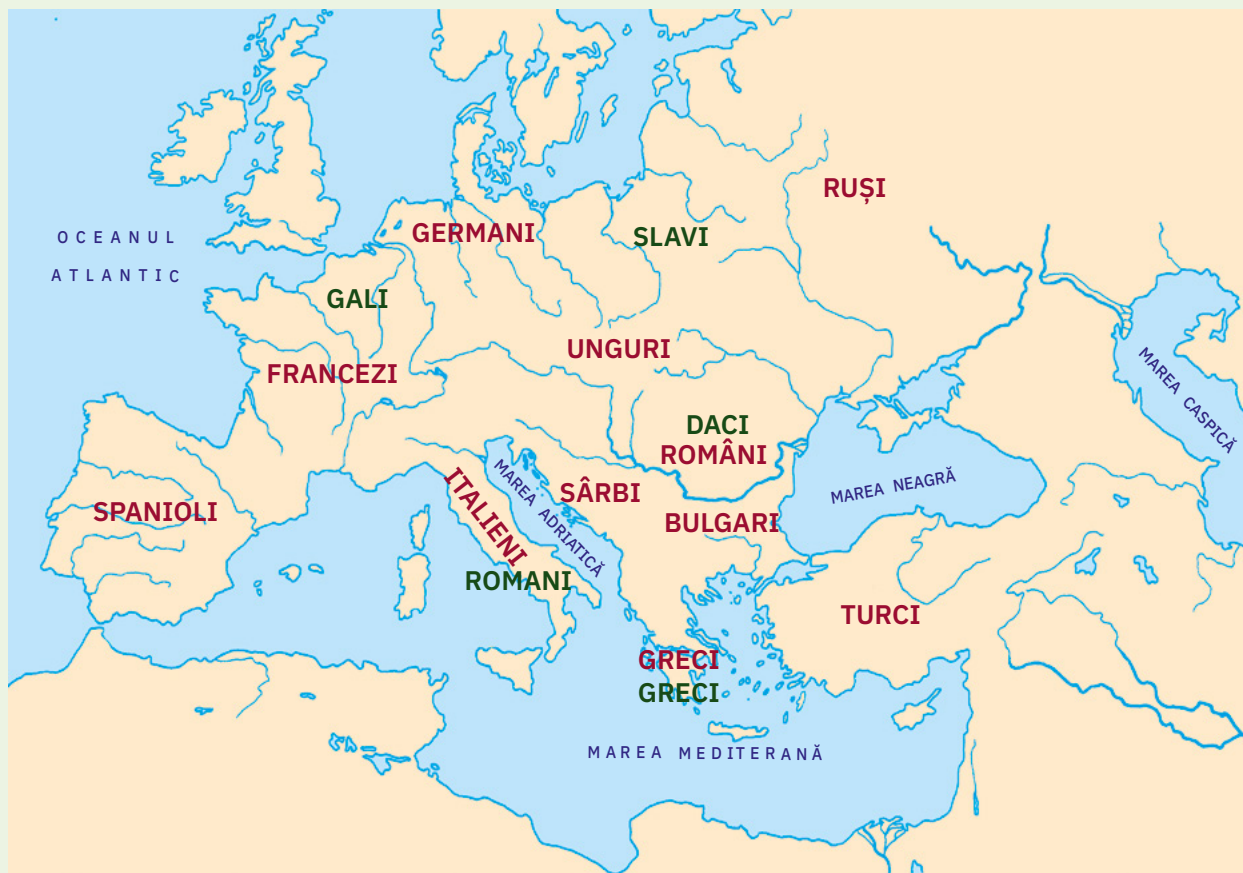 RUȘI
GERMANI
SLAVI
OCEANUL
ATLANTIC
GALI
UNGURI
FRANCEZI
MAREA CASPICĂ
DACI
ROMÂNI
MAREA NEAGRĂ
SPANIOLI
ITALIENI
MAREA ADRIATICĂ
SÂRBI
BULGARI
ROMANI
TURCI
GRECI
GRECI
MAREA MEDITERANĂ